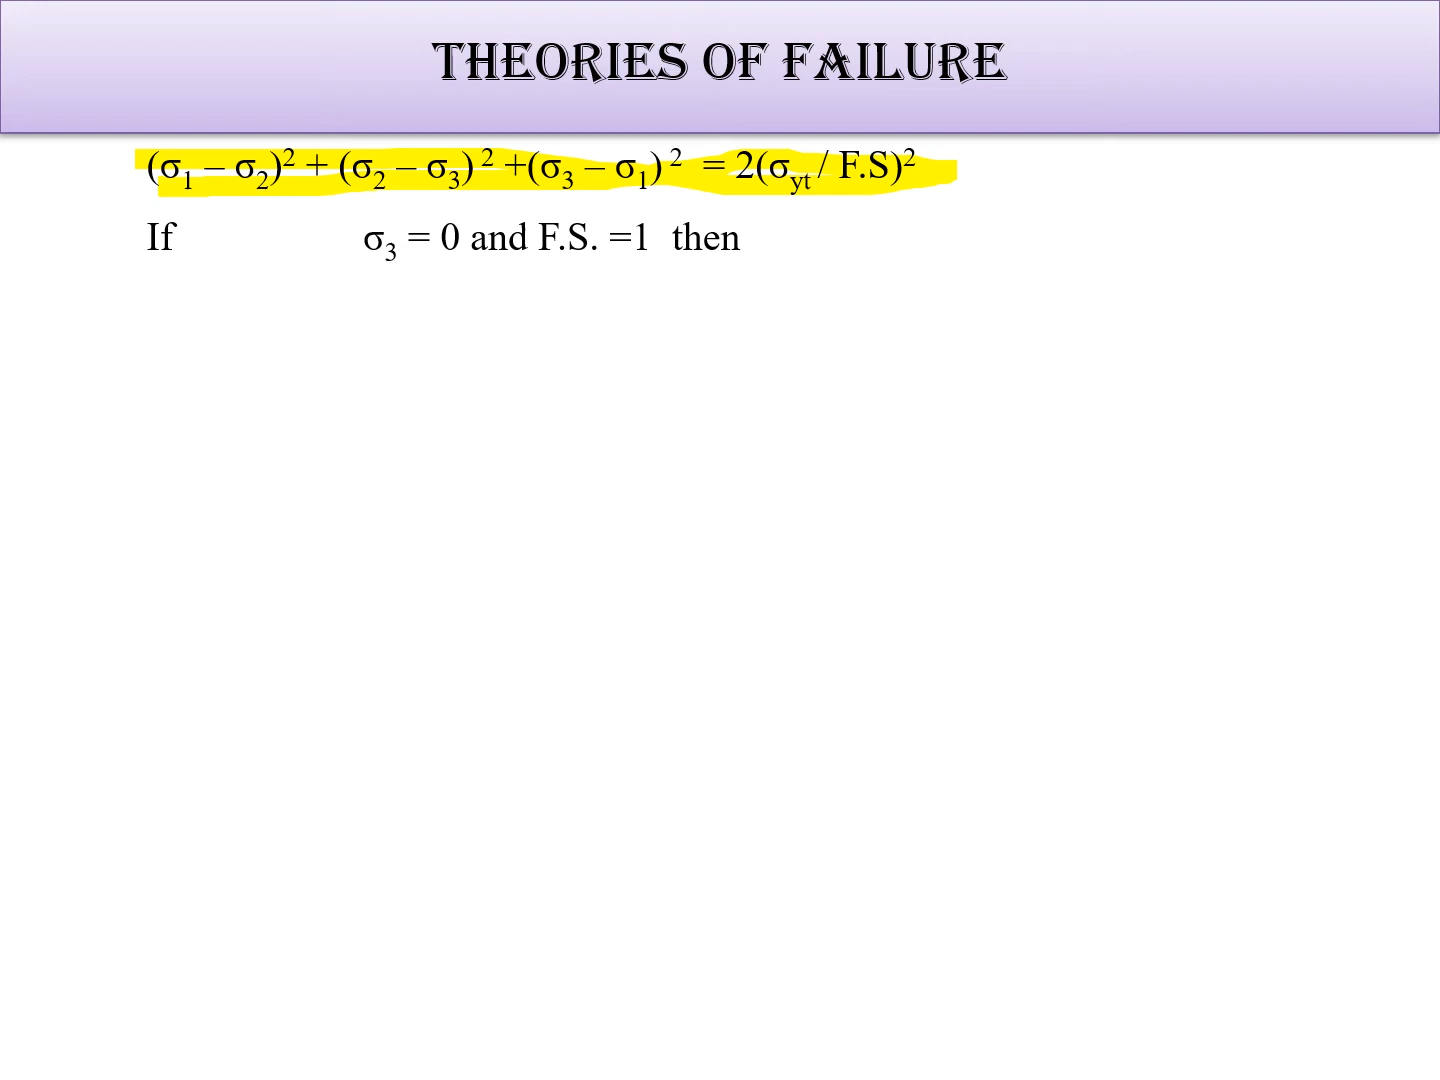 THEORIES OF FAILURE
(σ₁ – σ₂)² + (σ₂ – σ₃) ² +(σ₃ – σ₁) ² = 2(σyt / F.S)²
If σ₃ = 0 and F.S. =1 then